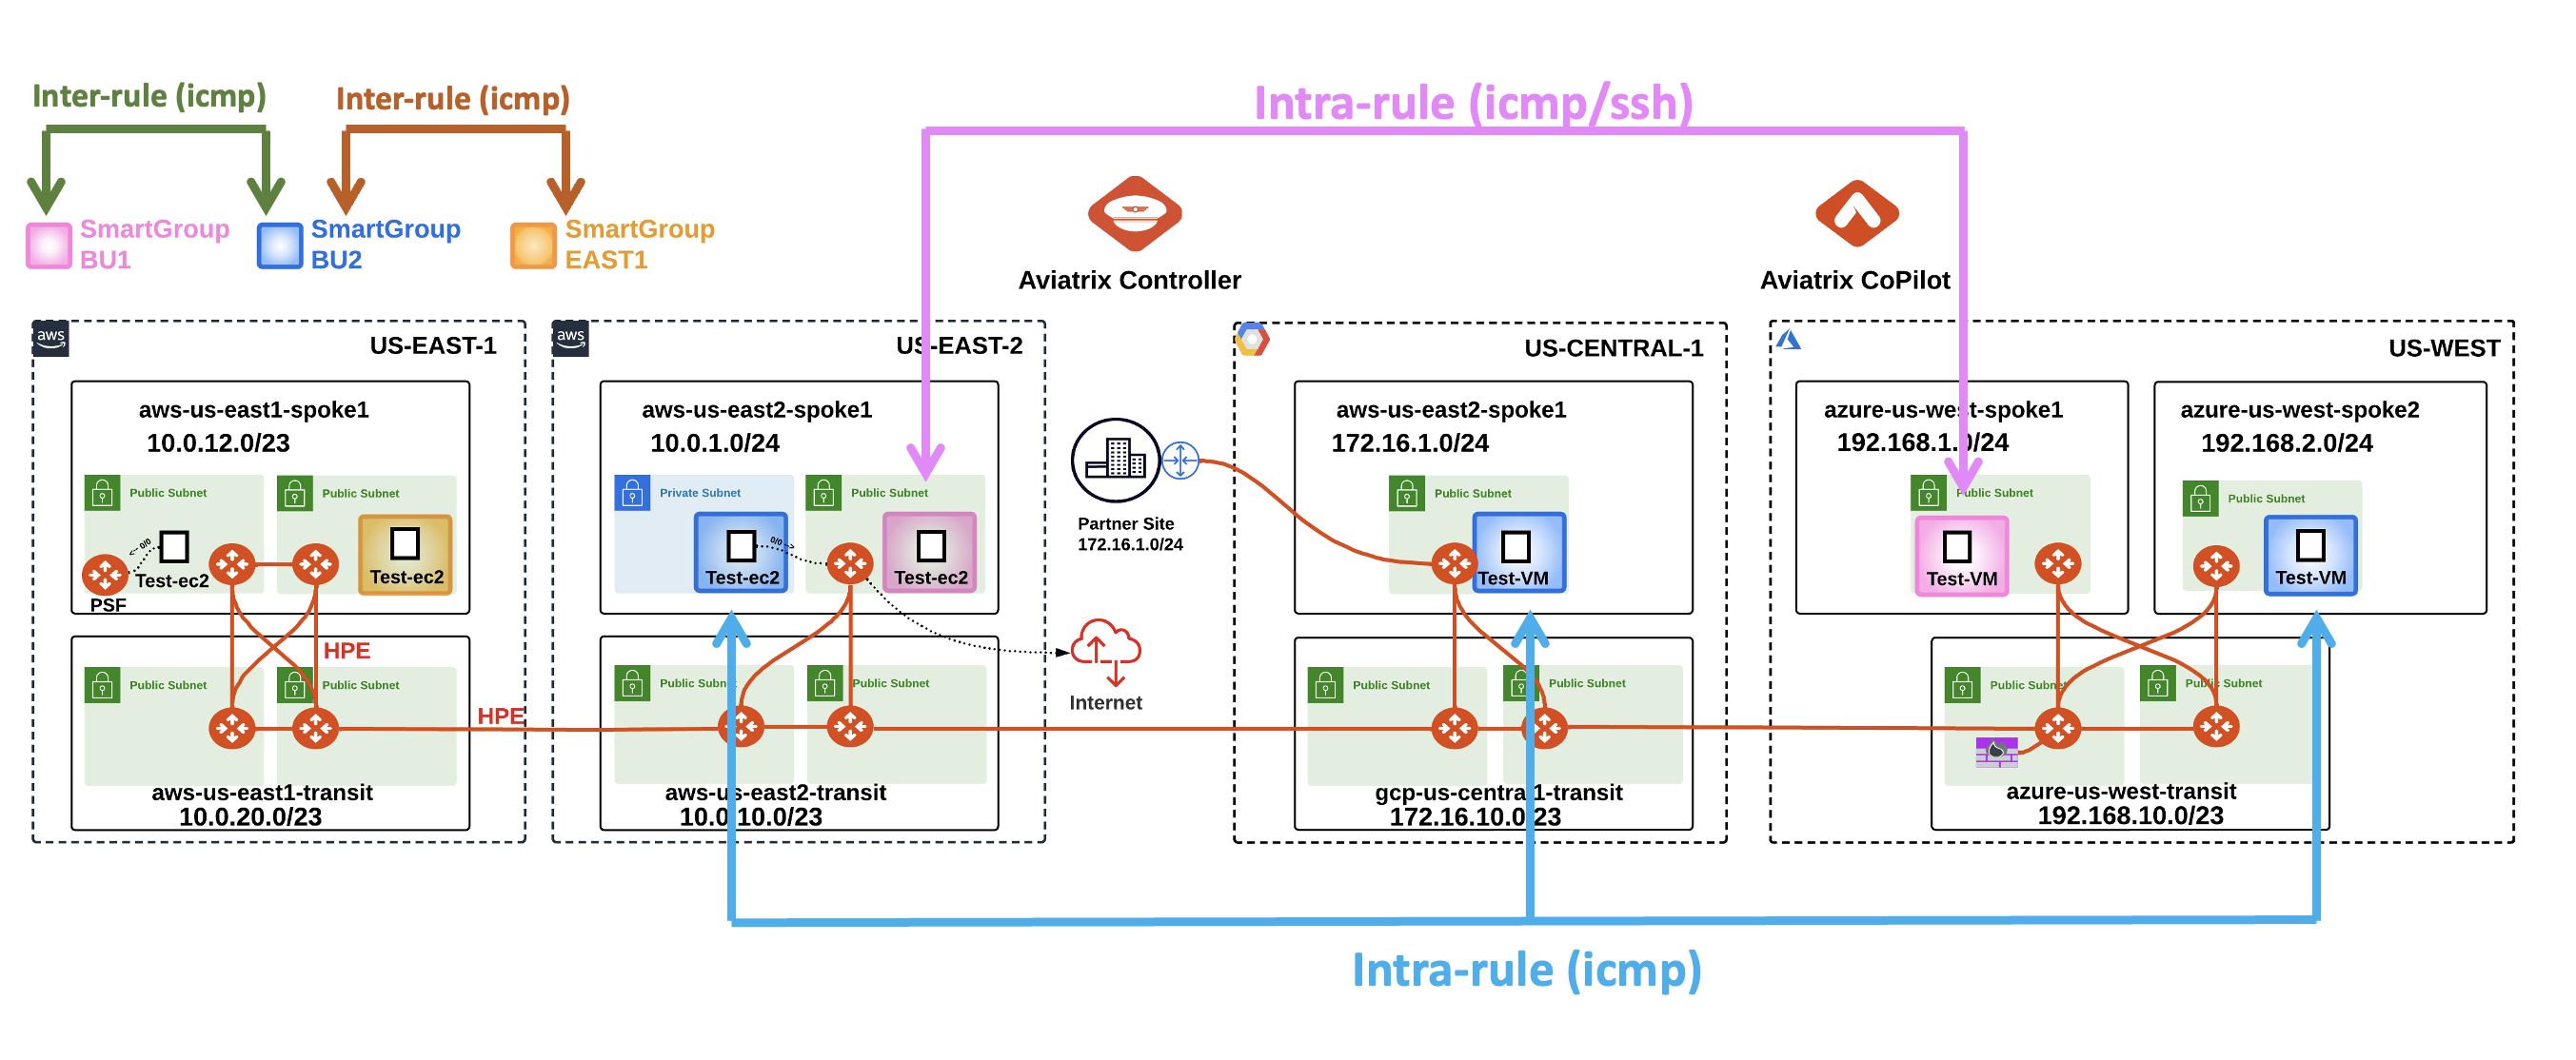 Inter-rule (icmp)
Inter-rule (icmp)
Intra-rule (icmp/ssh)
SmartGroup
BU1
SmartGroup
BU2
SmartGroup
EAST1
Aviatrix Controller
Aviatrix CoPilot
aws
US-EAST-1
aws
US-EAST-2
US-CENTRAL-1
US-WEST
aws-us-east1-spoke1
10.0.12.0/23
Public Subnet
Public Subnet
<-- 0/0
Test-ec2
Test-ec2
PSF
HPE
Public Subnet
Public Subnet
aws-us-east1-transit
10.0.20.0/23
HPE
aws-us-east2-spoke1
10.0.1.0/24
Private Subnet
Public Subnet
0/0 -->
Test-ec2
Test-ec2
Public Subnet
Public Subnet
aws-us-east2-transit
10.0.10.0/23
Partner Site
172.16.1.0/24
Internet
aws-us-east2-spoke1
172.16.1.0/24
Public Subnet
Test-VM
Public Subnet
Public Subnet
gcp-us-central1-transit
172.16.10.0/23
azure-us-west-spoke1
192.168.1.0/24
Public Subnet
Test-VM
azure-us-west-spoke2
192.168.2.0/24
Public Subnet
Test-VM
Public Subnet
Public Subnet
azure-us-west-transit
192.168.10.0/23
Intra-rule (icmp)